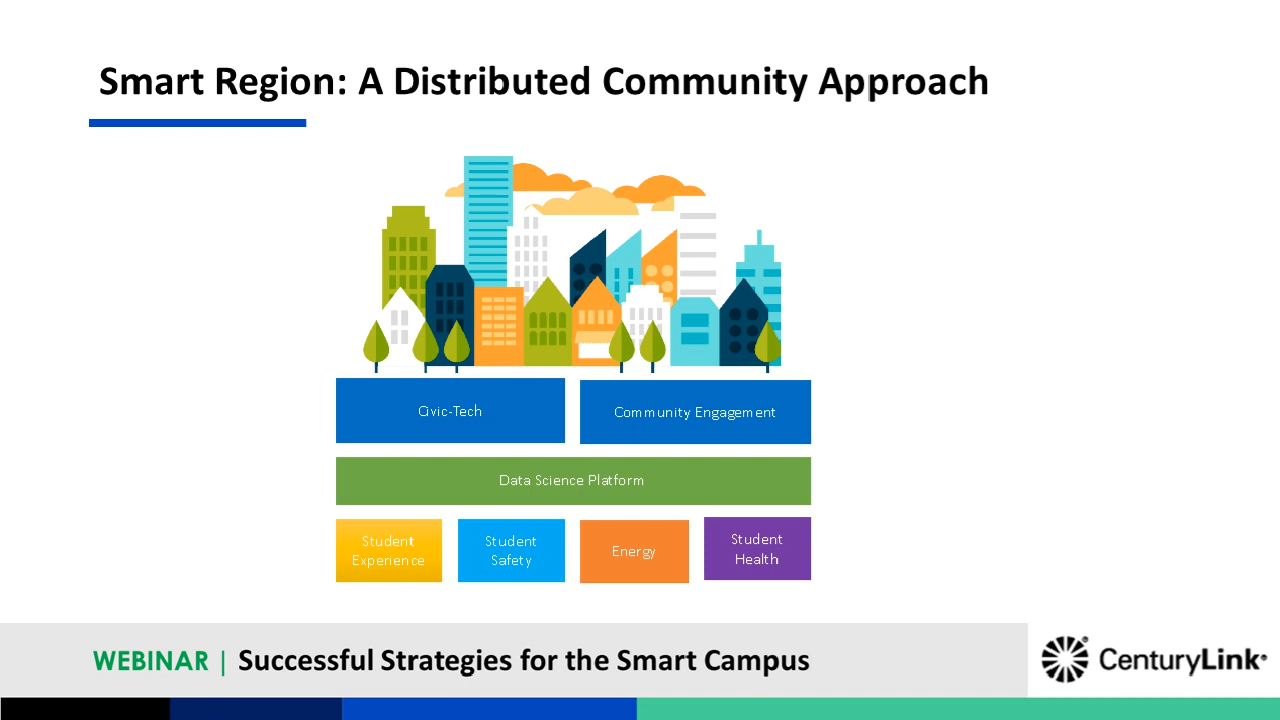 Smart Region: A Distributed Community Approach
Civic-Tech
Community Engagement
Data Science Platform
Student
Experience
Student
Safety
Energy
Student
Health
WEBINAR | Successful Strategies for the Smart Campus
CenturyLink®